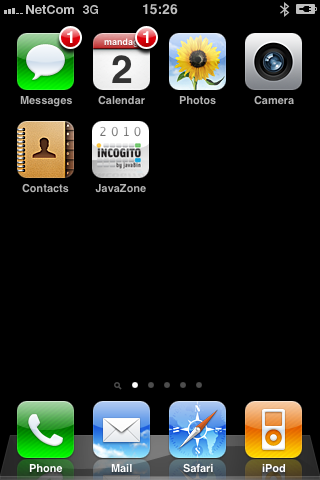 NetCom 3G 15:26
1 1
mandag
2
Messages Calendar Photos Camera
2010
INCOGITO
by javaBin
Contacts JavaZone
N
Phone Mail Safari iPod